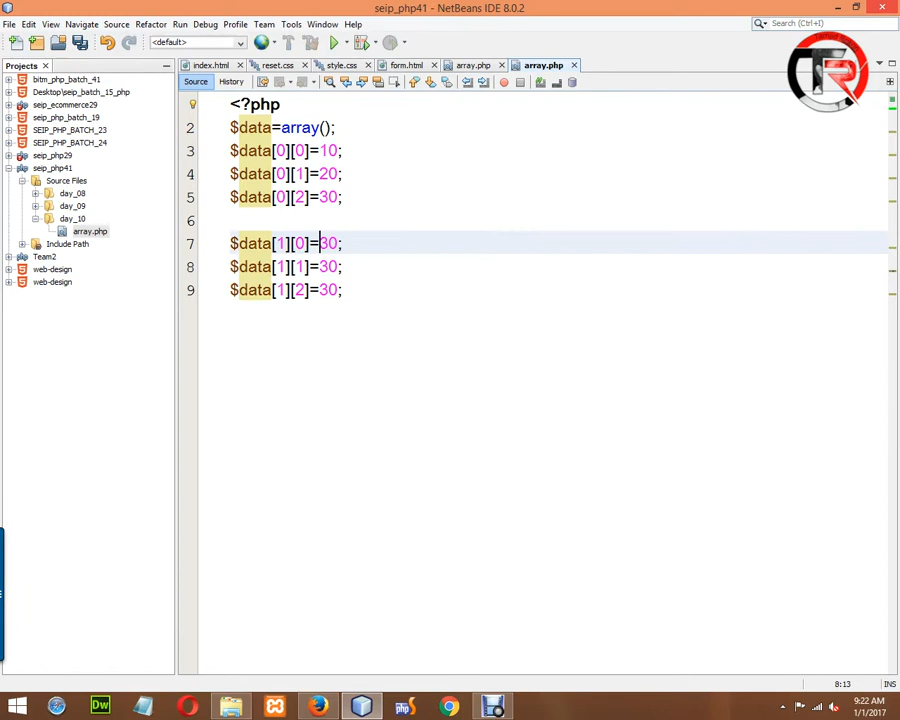 seip_php41 - NetBeans IDE 8.0.2
File Edit View Navigate Source Refactor Run Debug Profile Team Tools Window Help
Search (Ctrl+I)
<default>
Projects
index.html reset.css style.css form.html array.php array.php
Source History
bitm_php_batch_41
Desktop\seip_batch_15_php
seip_ecommerce29
seip_php_batch_19
SEIP_PHP_BATCH_23
SEIP_PHP_BATCH_24
seip_php29
seip_php41
Source Files
day_08
day_09
day_10
array.php
Include Path
Team2
web-design
web-design
<?php
2 $data=array();
3 $data[0][0]=10;
4 $data[0][1]=20;
5 $data[0][2]=30;
6
7 $data[1][0]=30;
8 $data[1][1]=30;
9 $data[1][2]=30;
TR
8:13 INS
Dw
php
9:22 AM
1/1/2017